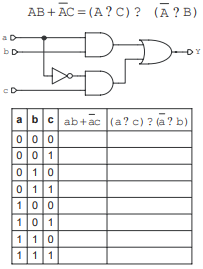 AB+A̅C=(A?C)? (A̅?B)
a
b
Y
c
a b c ab+a̅c (a?c)?(a̅?b)
0 0 0
0 0 1
0 1 0
0 1 1
1 0 0
1 0 1
1 1 0
1 1 1